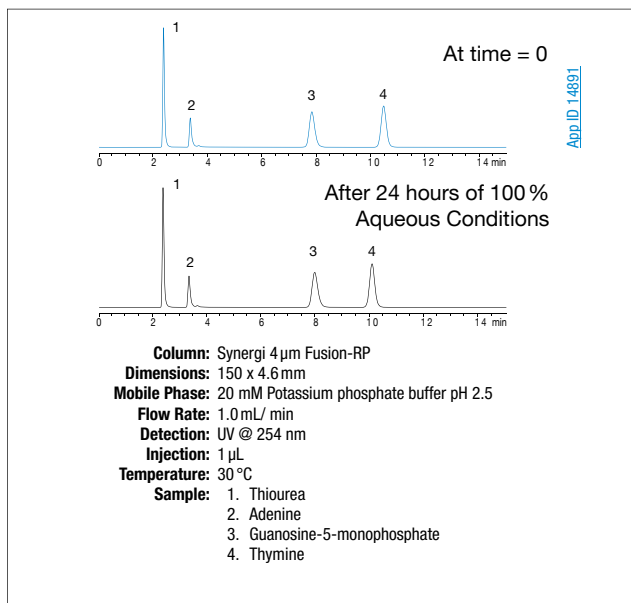 1
At time = 0
App ID 14891
2
3
4
0 2 4 6 8 10 12 14 min
1
After 24 hours of 100 %
Aqueous Conditions
2
3
4
0 2 4 6 8 10 12 14 min
Column: Synergi 4 µm Fusion-RP
Dimensions: 150 x 4.6 mm
Mobile Phase: 20 mM Potassium phosphate buffer pH 2.5
Flow Rate: 1.0 mL/ min
Detection: UV @ 254 nm
Injection: 1 µL
Temperature: 30 °C
Sample: 1. Thiourea
2. Adenine
3. Guanosine-5-monophosphate
4. Thymine